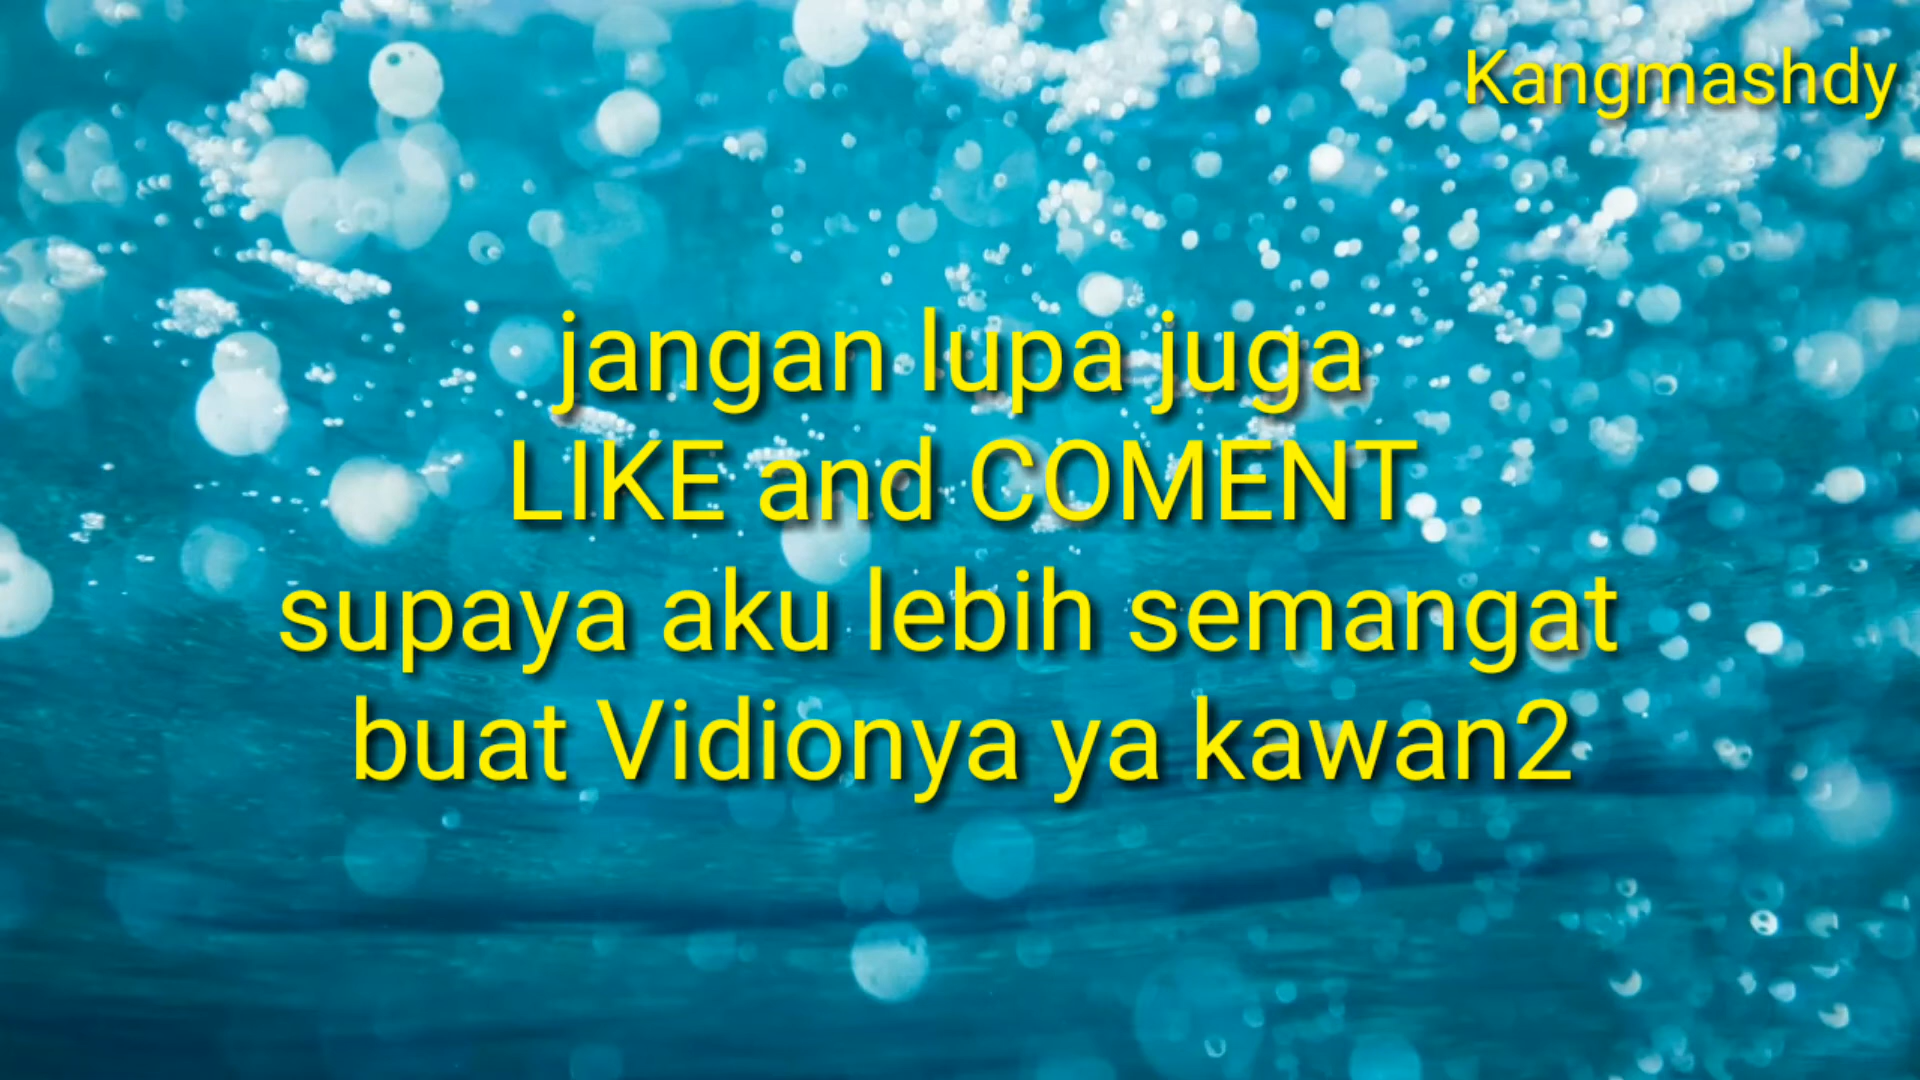 Kangmashdy
jangan lupa juga
LIKE and COMENT
supaya aku lebih semangat
buat Vidionya ya kawan2